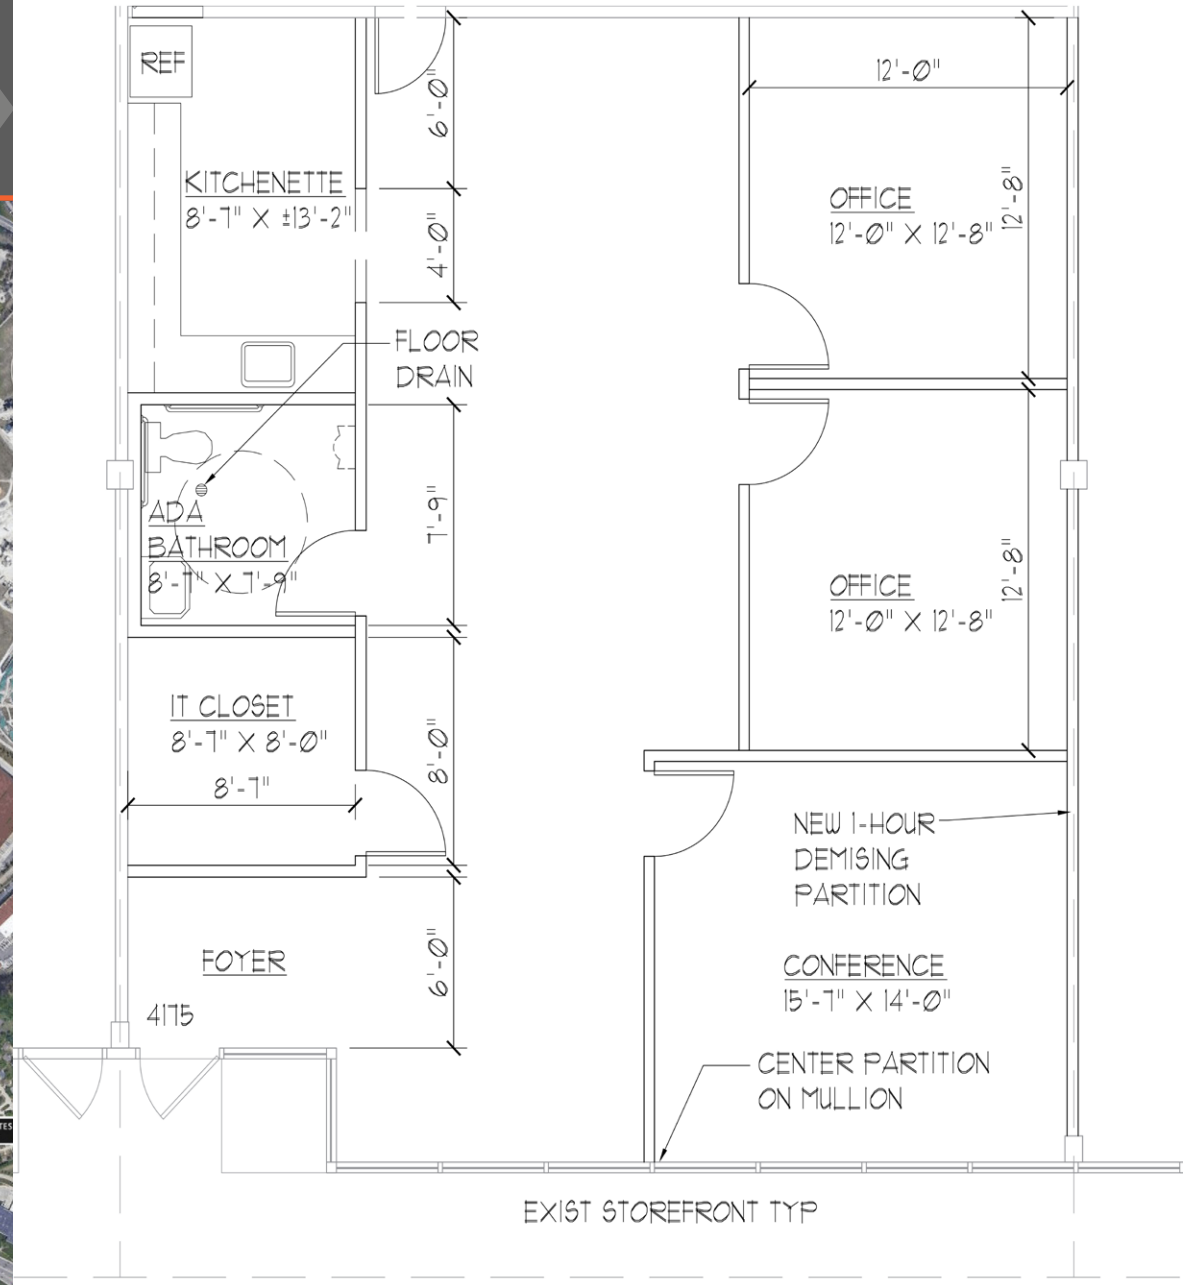 REF
6'-0"
12'-0"
KITCHENETTE
8'-7" X ±13'-2"
4'-0"
OFFICE
12'-0" X 12'-8"
12'-8"
FLOOR
DRAIN
ADA
BATHROOM
8'-7" X 7'-9"
7'-9"
OFFICE
12'-0" X 12'-8"
12'-8"
IT CLOSET
8'-7" X 8'-0"
8'-7"
8'-0"
NEW 1-HOUR
DEMISING
PARTITION
FOYER
6'-0"
4175
CONFERENCE
15'-7" X 14'-0"
CENTER PARTITION
ON MULLION
EXIST STOREFRONT TYP